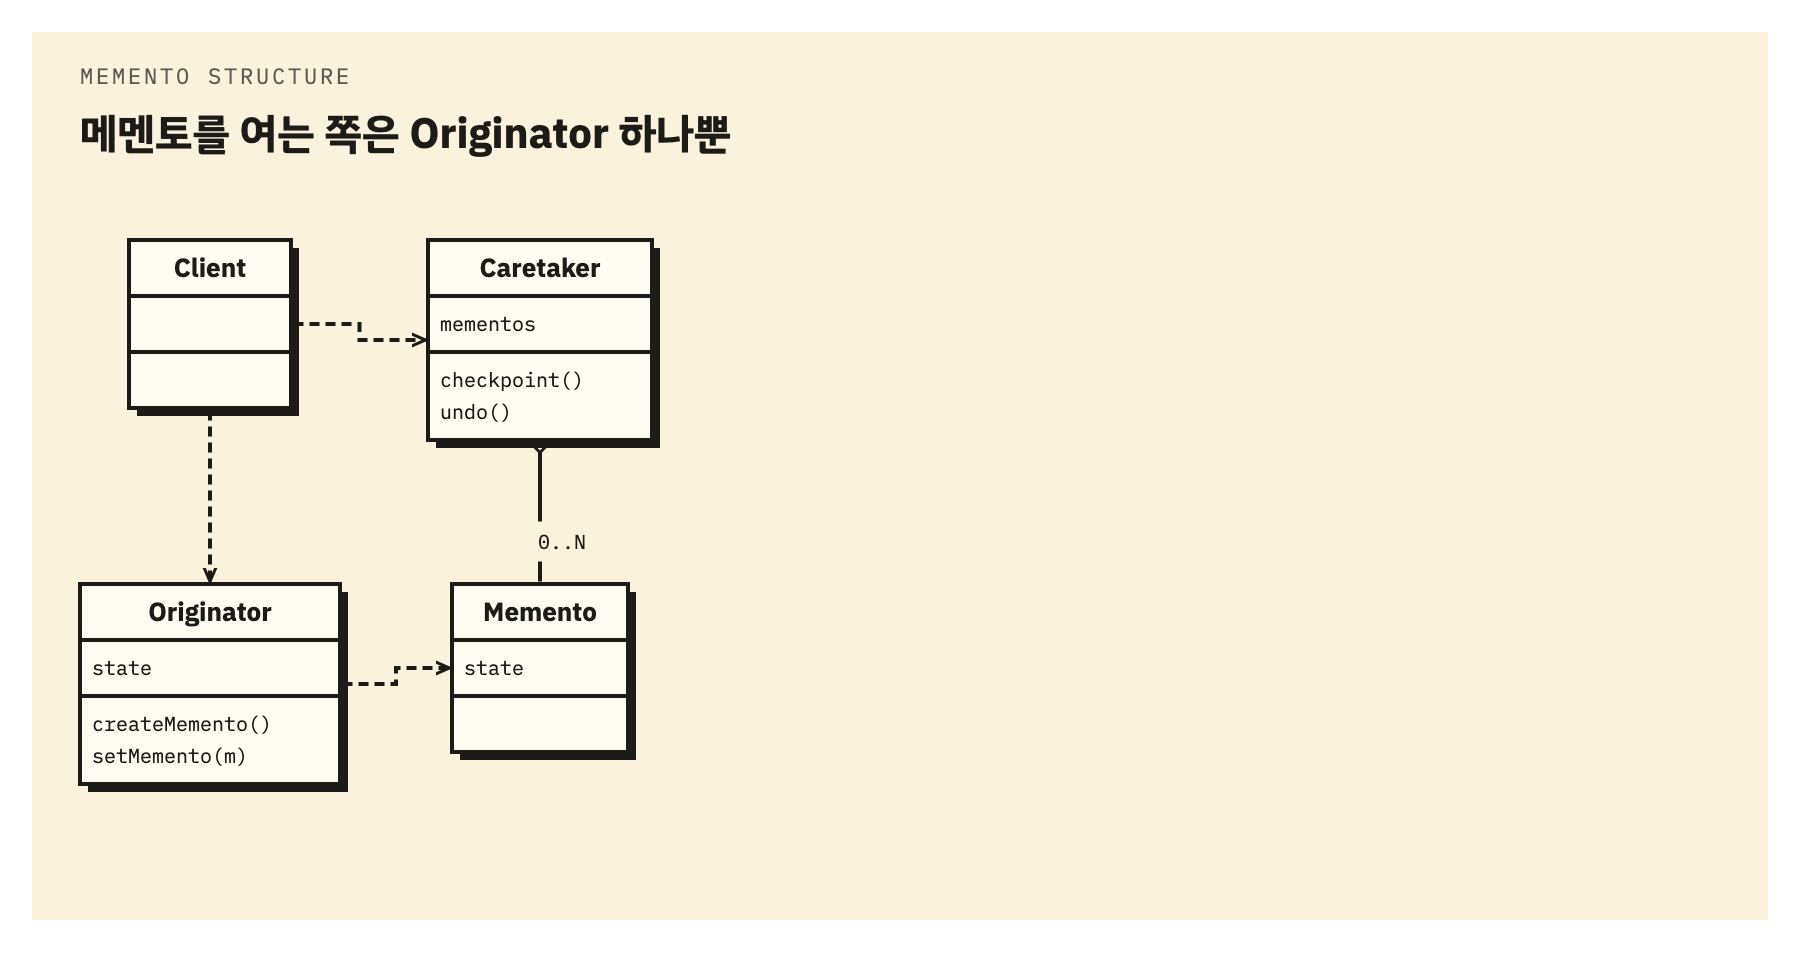 MEMENTO STRUCTURE
메멘토를 여는 쪽은 Originator 하나뿐
Client
Caretaker
mementos
checkpoint()
undo()
0..N
Originator
state
createMemento()
setMemento(m)
Memento
state